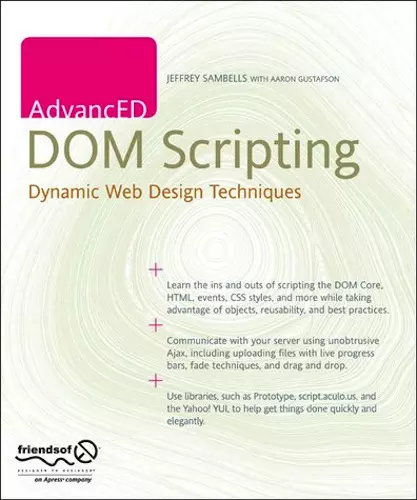 JEFFREY SAMBELLS WITH AARON GUSTAFSON
AdvancED
DOM Scripting
Dynamic Web Design Techniques
Learn the ins and outs of scripting the DOM Core,
HTML, events, CSS styles, and more while taking
advantage of objects, reusability, and best practices.
Communicate with your server using unobtrusive
Ajax, including uploading files with live progress
bars, fade techniques, and drag and drop.
Use libraries, such as Prototype, script.aculo.us, and
the Yahoo! YUI, to help get things done quickly and
elegantly.
friendsof
DESIGNER TO DESIGNER™
an Apress® company